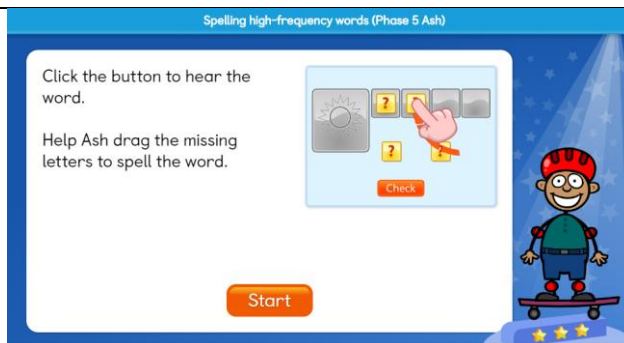 Spelling high-frequency words (Phase 5 Ash)
Click the button to hear the
word.
Help Ash drag the missing
letters to spell the word.
? ?
? ?
Check
Start